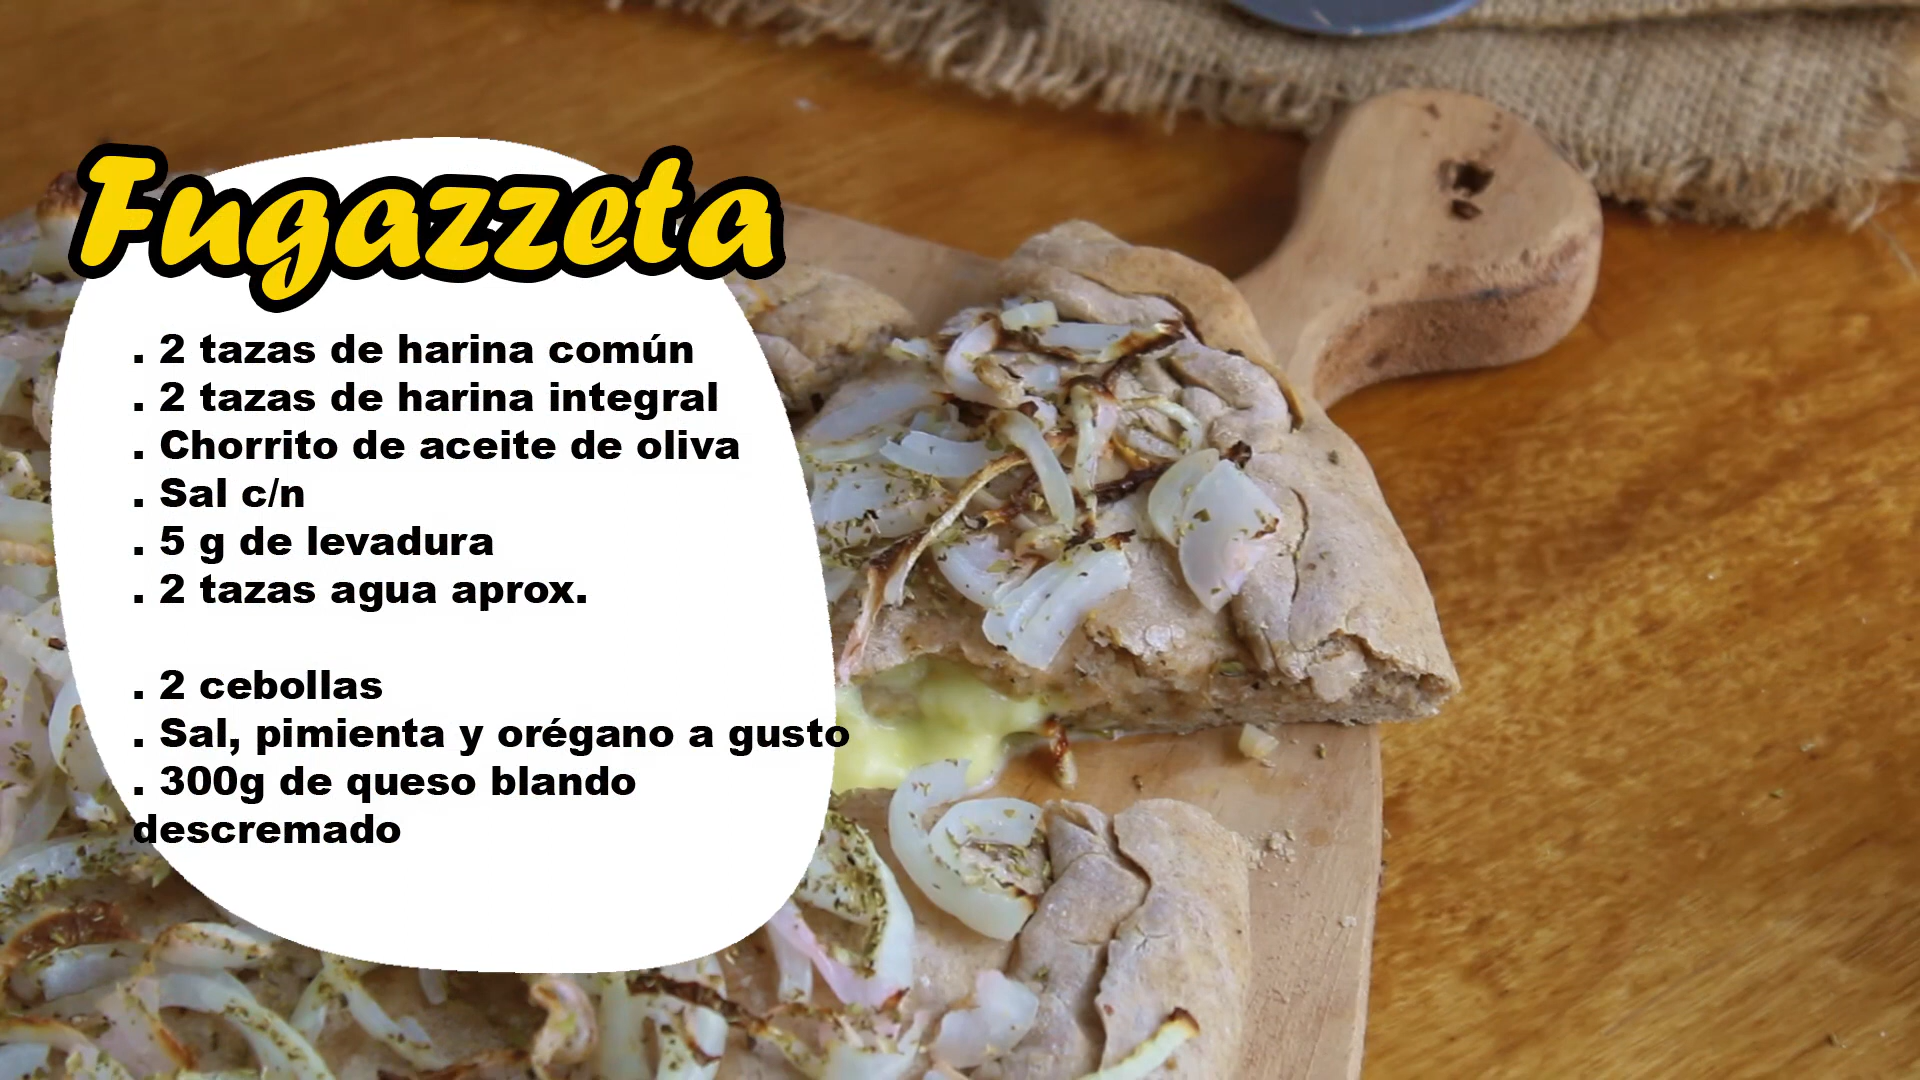 Fugazzeta
. 2 tazas de harina común
. 2 tazas de harina integral
. Chorrito de aceite de oliva
. Sal c/n
. 5 g de levadura
. 2 tazas agua aprox.
. 2 cebollas
. Sal, pimienta y orégano a gusto
. 300g de queso blando
descremado